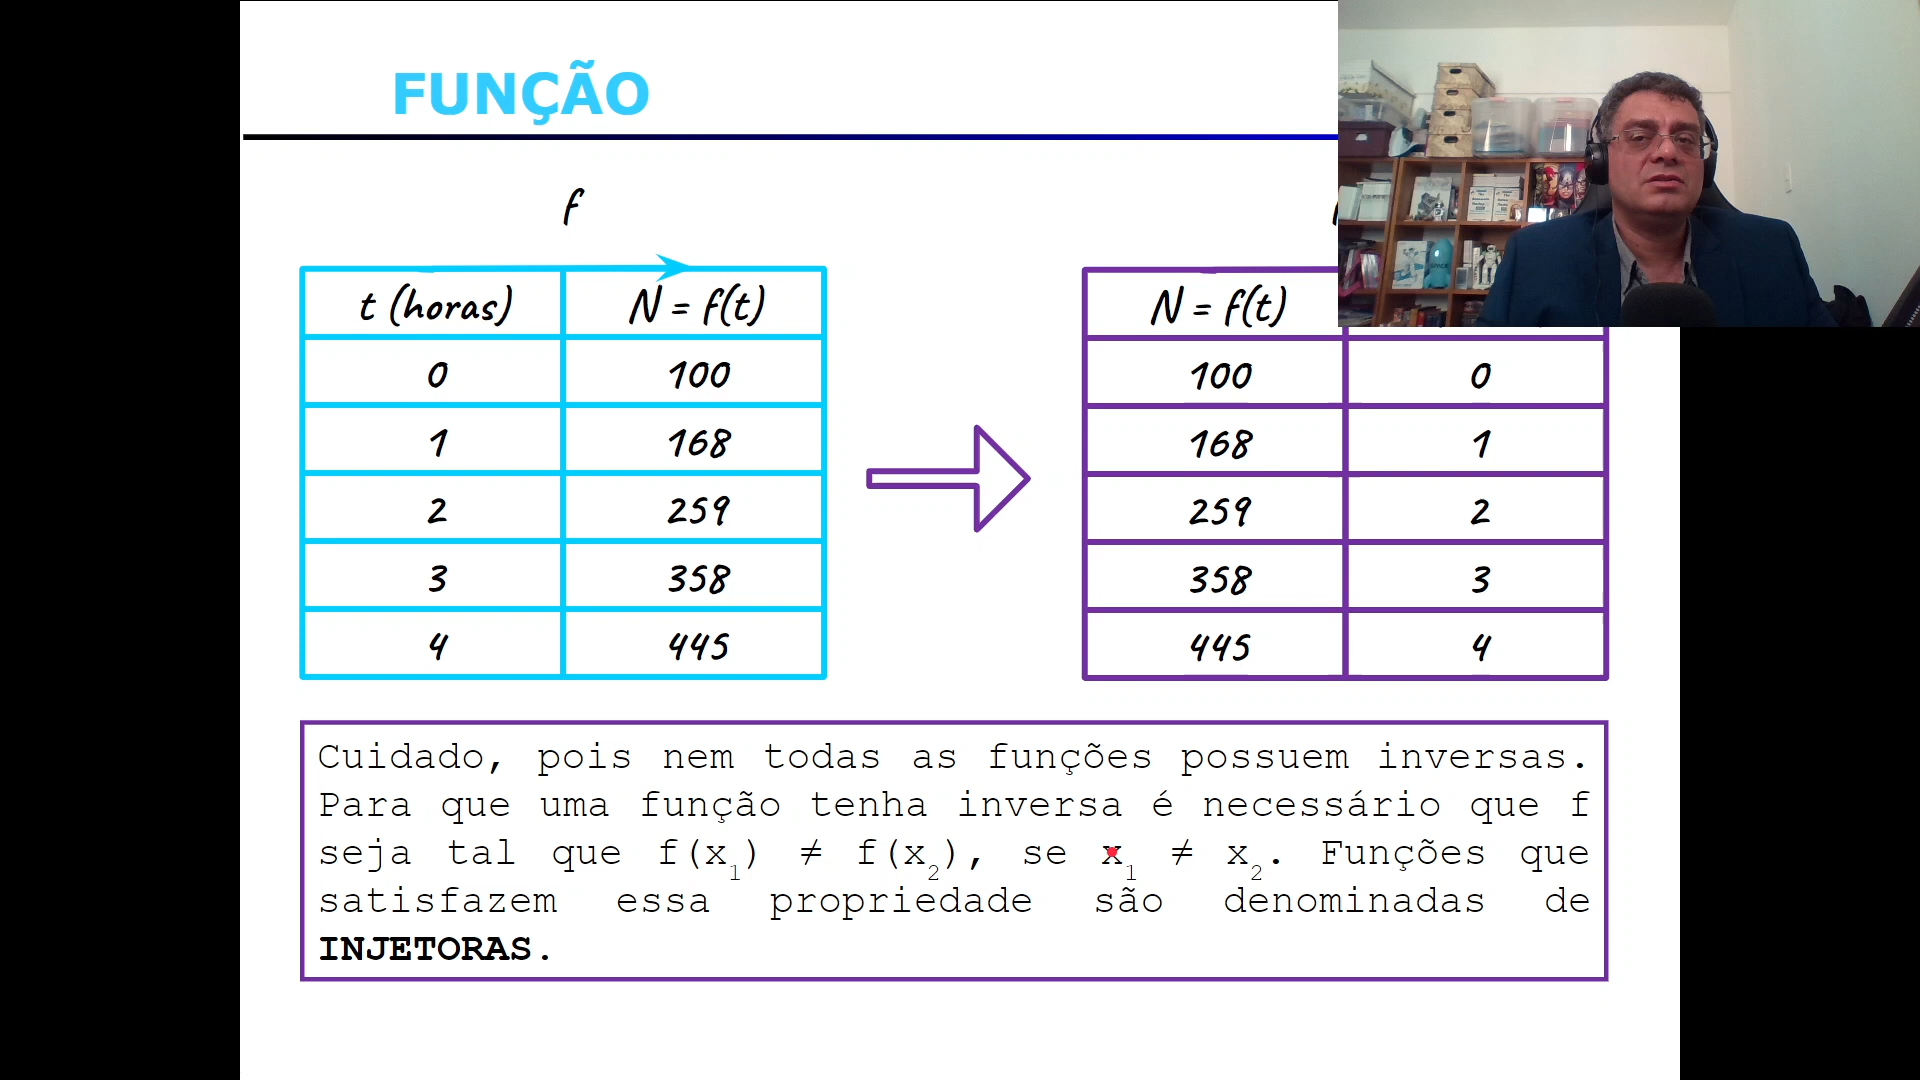 FUNÇÃO
f
t (horas) N = f(t)
0 100
1 168
2 259
3 358
4 445
N = f(t)
100 0
168 1
259 2
358 3
445 4
Cuidado, pois nem todas as funções possuem inversas.
Para que uma função tenha inversa é necessário que f
seja tal que f(x₁) ≠ f(x₂), se x₁ ≠ x₂. Funções que
satisfazem essa propriedade são denominadas de
INJETORAS.